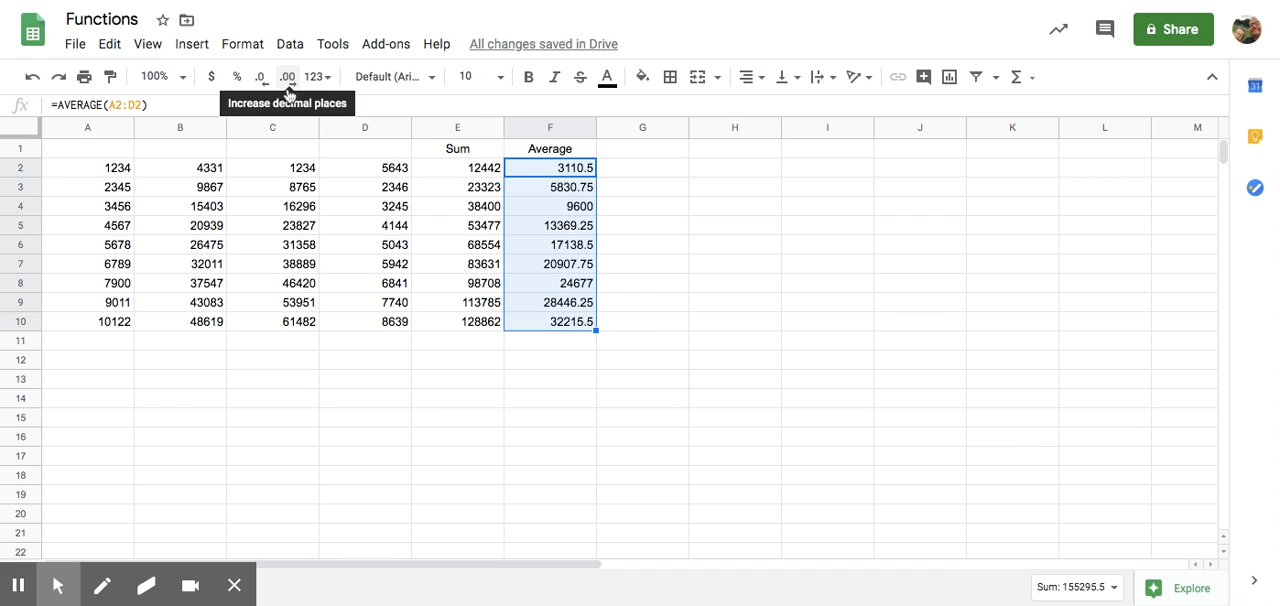 Functions
File Edit View Insert Format Data Tools Add-ons Help All changes saved in Drive
Share
100% $ % .0 .00 123 Default (Ari... 10 B I S A Σ
fx =AVERAGE(A2:D2)
Increase decimal places
A B C D E F G H I J K L M
1 Sum Average
2 1234 4331 1234 5643 12442 3110.5
3 2345 9867 8765 2346 23323 5830.75
4 3456 15403 16296 3245 38400 9600
5 4567 20939 23827 4144 53477 13369.25
6 5678 26475 31358 5043 68554 17138.5
7 6789 32011 38889 5942 83631 20907.75
8 7900 37547 46420 6841 98708 24677
9 9011 43083 53951 7740 113785 28446.25
10 10122 48619 61482 8639 128862 32215.5
11
12
13
14
15
16
17
18
19
20
21
22
31
Sum: 155295.5 Explore